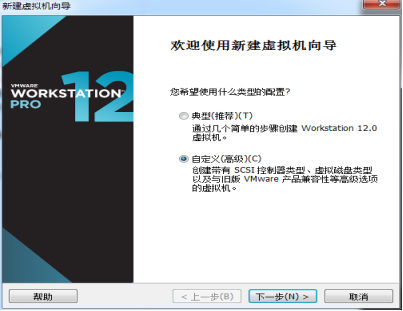 新建虚拟机向导
VMWARE
WORKSTATION
PRO
12
欢迎使用新建虚拟机向导
您希望使用什么类型的配置?
典型(推荐)(T)
通过几个简单的步骤创建 Workstation 12.0
虚拟机。
自定义(高级)(C)
创建带有 SCSI 控制器类型、虚拟磁盘类型
以及与旧版 VMware 产品兼容性等高级选项
的虚拟机。
帮助
< 上一步(B)
下一步(N) >
取消